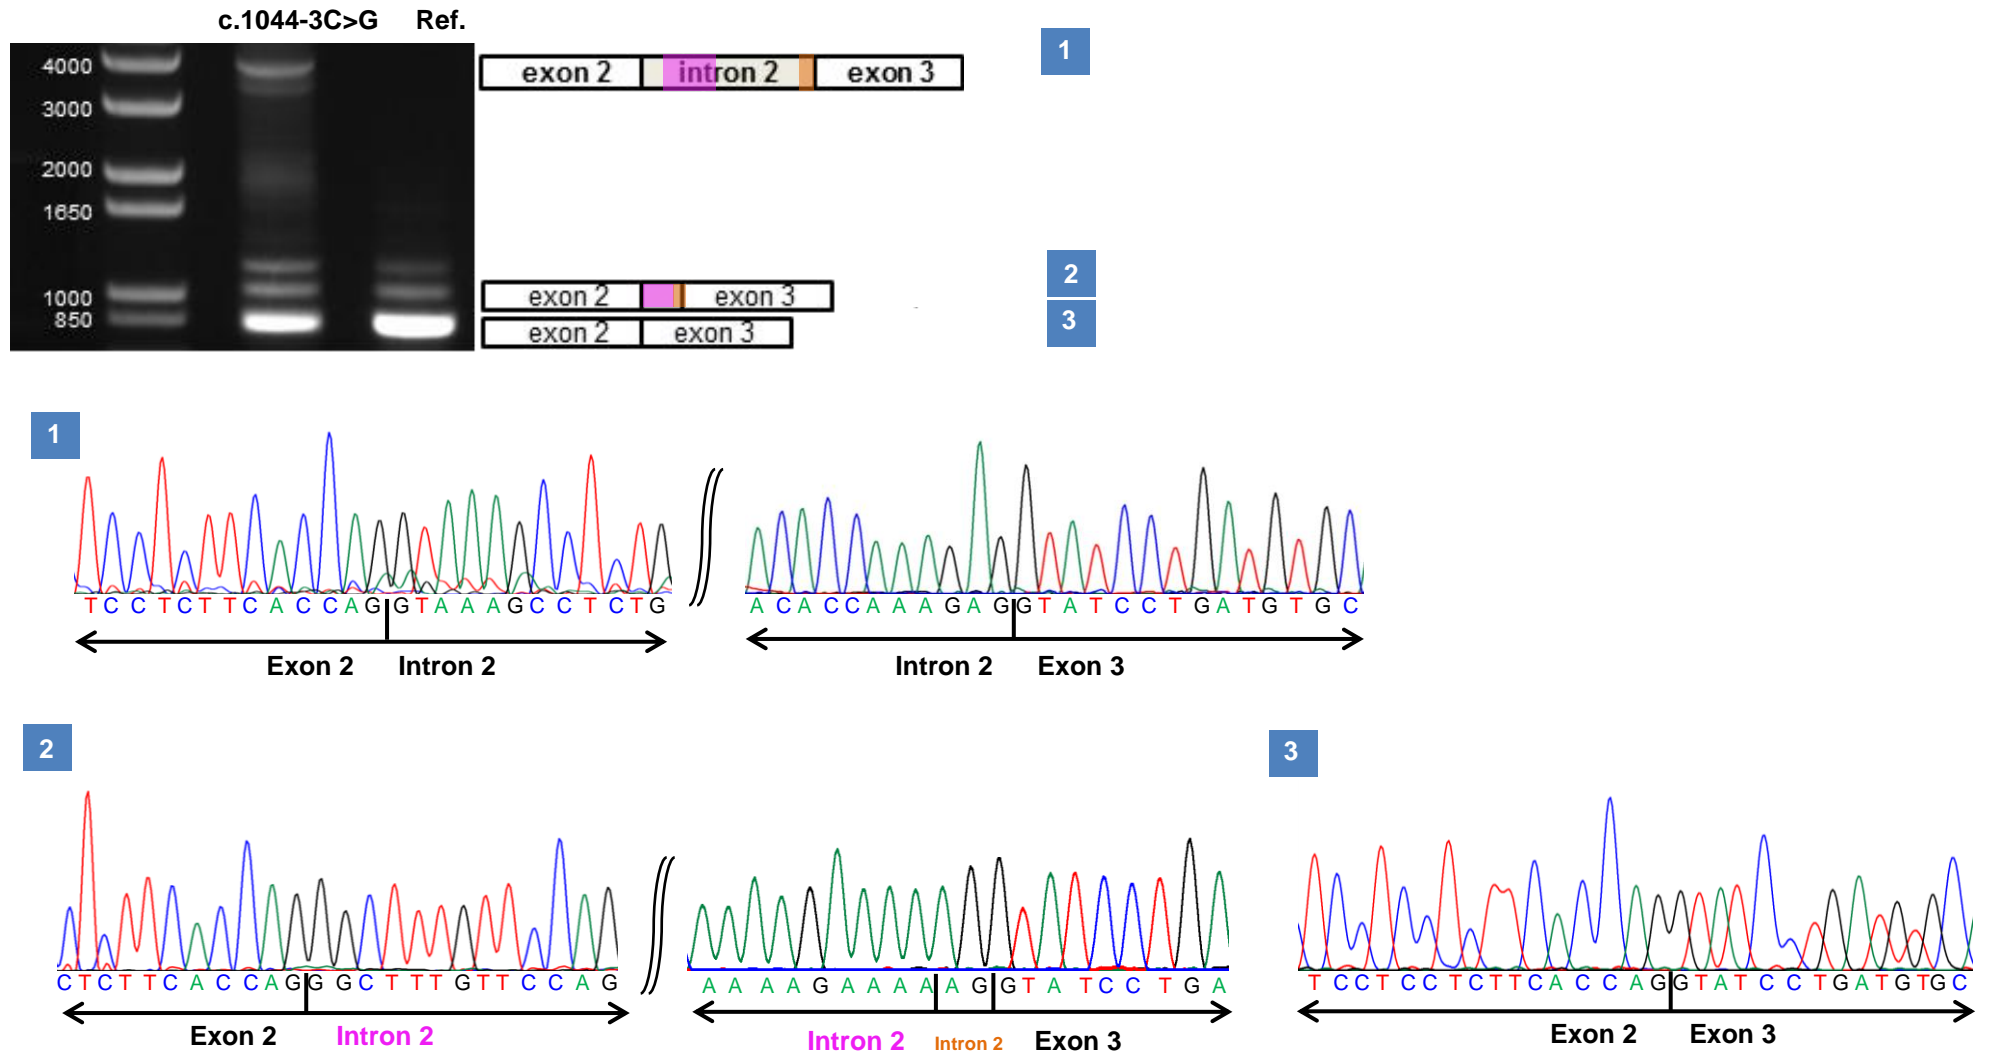 c.1044-3C>G Ref.
4000
3000
2000
1650
1000
850
exon 2 intron 2 exon 3
1
exon 2 exon 3
2
exon 2 exon 3
3
1
TCCTCTTCACCAGGTAAAGCCTCTG
ACACCAAAGAGGTATCCTGATGTGC
Exon 2 Intron 2
Intron 2 Exon 3
2
3
CTCTTCACCAGGGCTTTGTTCCAG
AAAAGAAAAAGGTATCCTGA
TCCTCCTCTTCACCAGGTATCCTGATGTGC
Exon 2 Intron 2
Intron 2 Intron 2 Exon 3
Exon 2 Exon 3